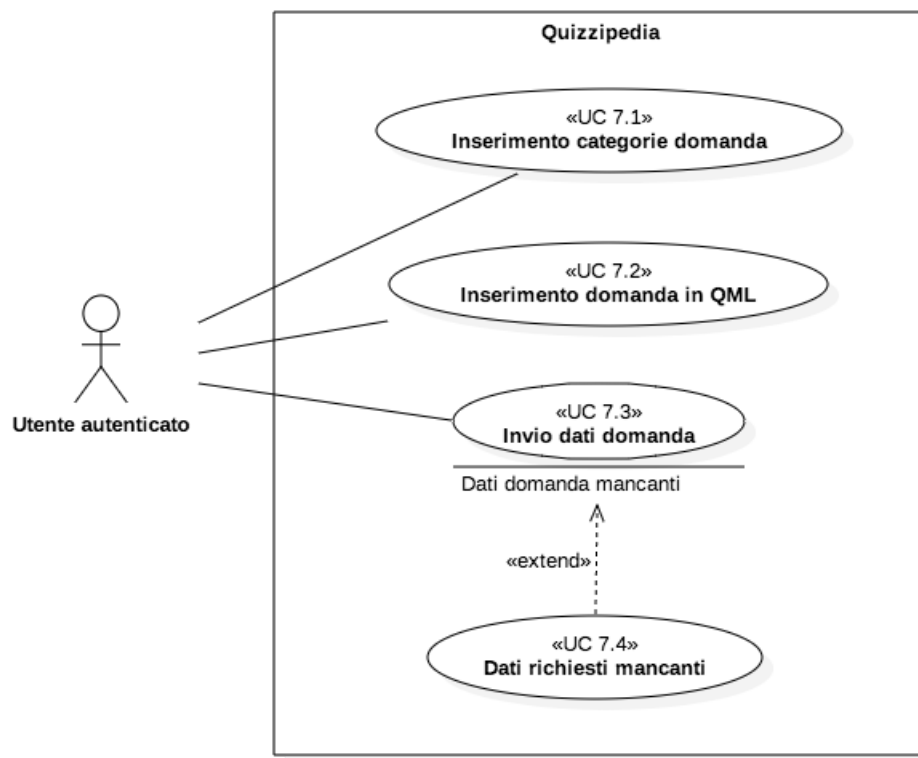 Quizzipedia
«UC 7.1»
Inserimento categorie domanda
«UC 7.2»
Inserimento domanda in QML
Utente autenticato
«UC 7.3»
Invio dati domanda
Dati domanda mancanti
«extend»
«UC 7.4»
Dati richiesti mancanti